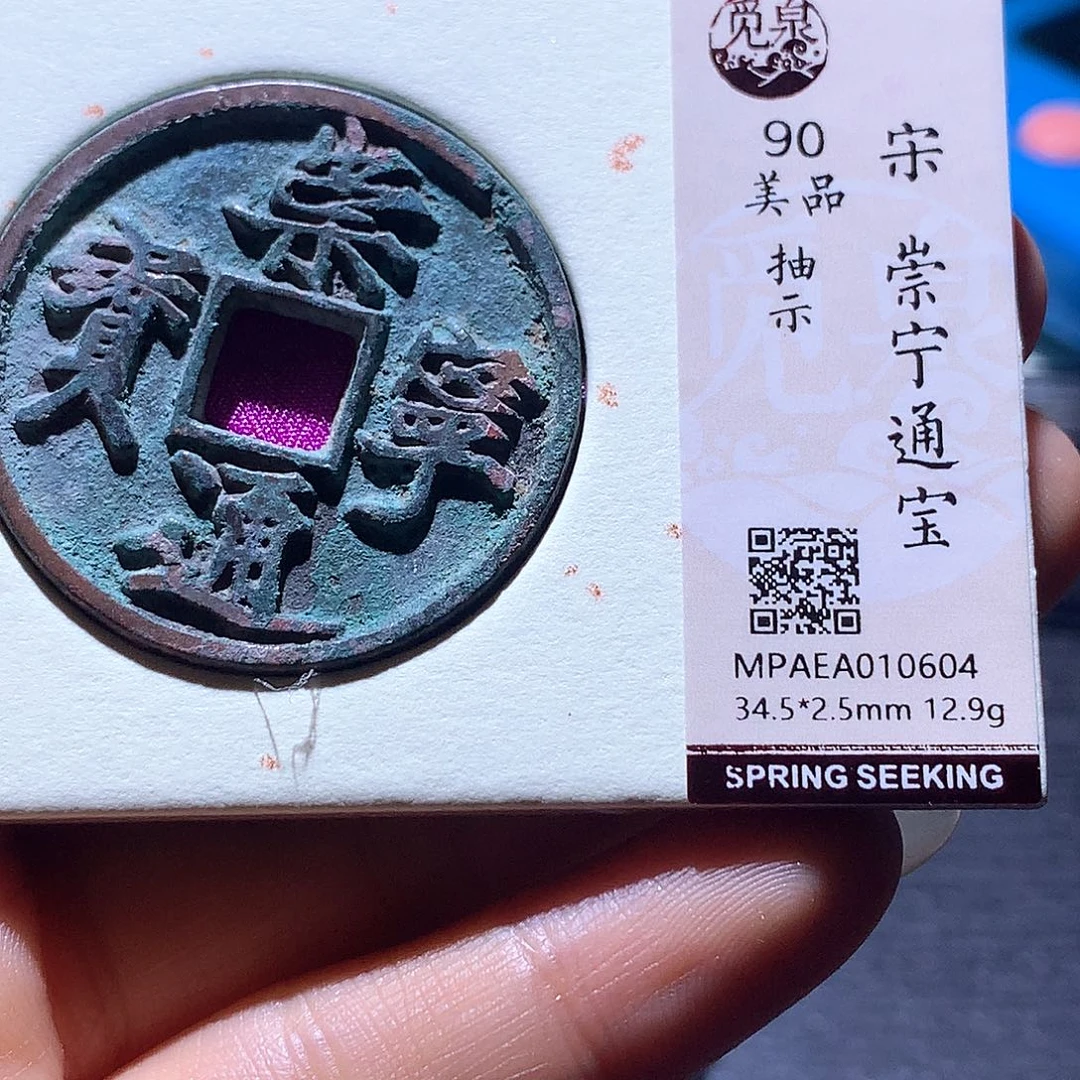 崇
寧
通
寳
觅泉
90
美品
抽示
宋 崇宁通宝
MPAEA010604
34.5*2.5mm 12.9g
SPRING SEEKING